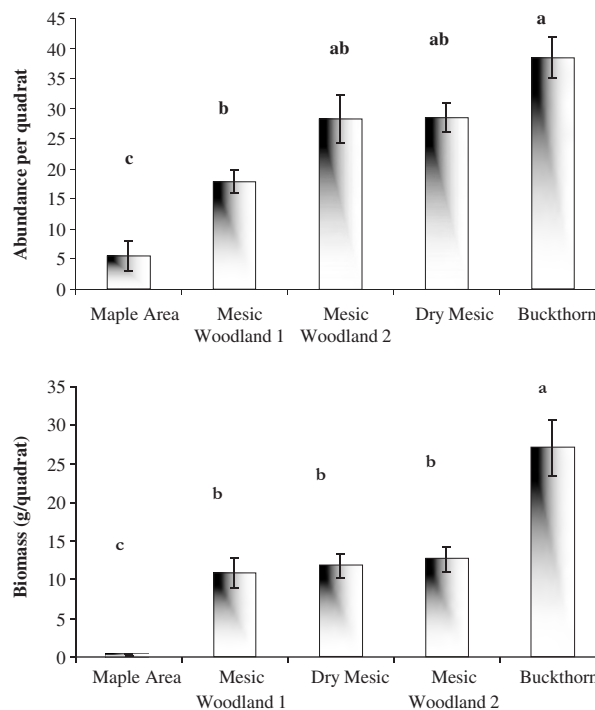 45
40
35
30
25
20
15
10
5
0
Abundance per quadrat
c
b
ab
ab
a
Maple Area
Mesic
Woodland 1
Mesic
Woodland 2
Dry Mesic
Buckthorn
35
30
25
20
15
10
5
0
Biomass (g/quadrat)
c
b
b
b
a
Maple Area
Mesic
Woodland 1
Dry Mesic
Mesic
Woodland 2
Buckthorn